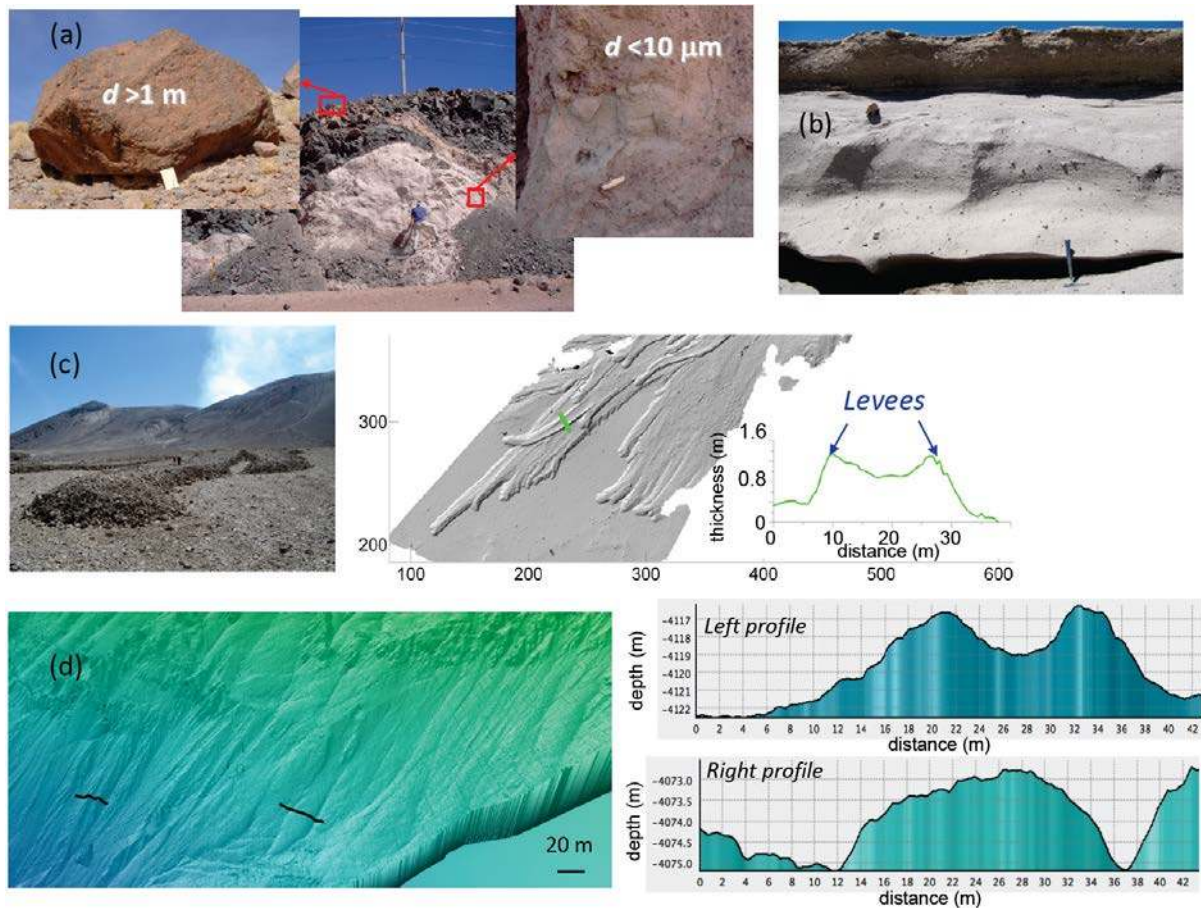 (a)
d >1 m
d <10 µm
(b)
(c)
300
200
100
200
300
400
500
600
Levees
thickness (m)
1.6
0.8
0
0
10
20
30
distance (m)
(d)
20 m
Left profile
depth (m)
-4117
-4118
-4119
-4120
-4121
-4122
0 2 4 6 8 10 12 14 16 18 20 22 24 26 28 30 32 34 36 38 40 42
distance (m)
Right profile
depth (m)
-4073.0
-4073.5
-4074.0
-4074.5
-4075.0
0 2 4 6 8 10 12 14 16 18 20 22 24 26 28 30 32 34 36 38 40 42
distance (m)